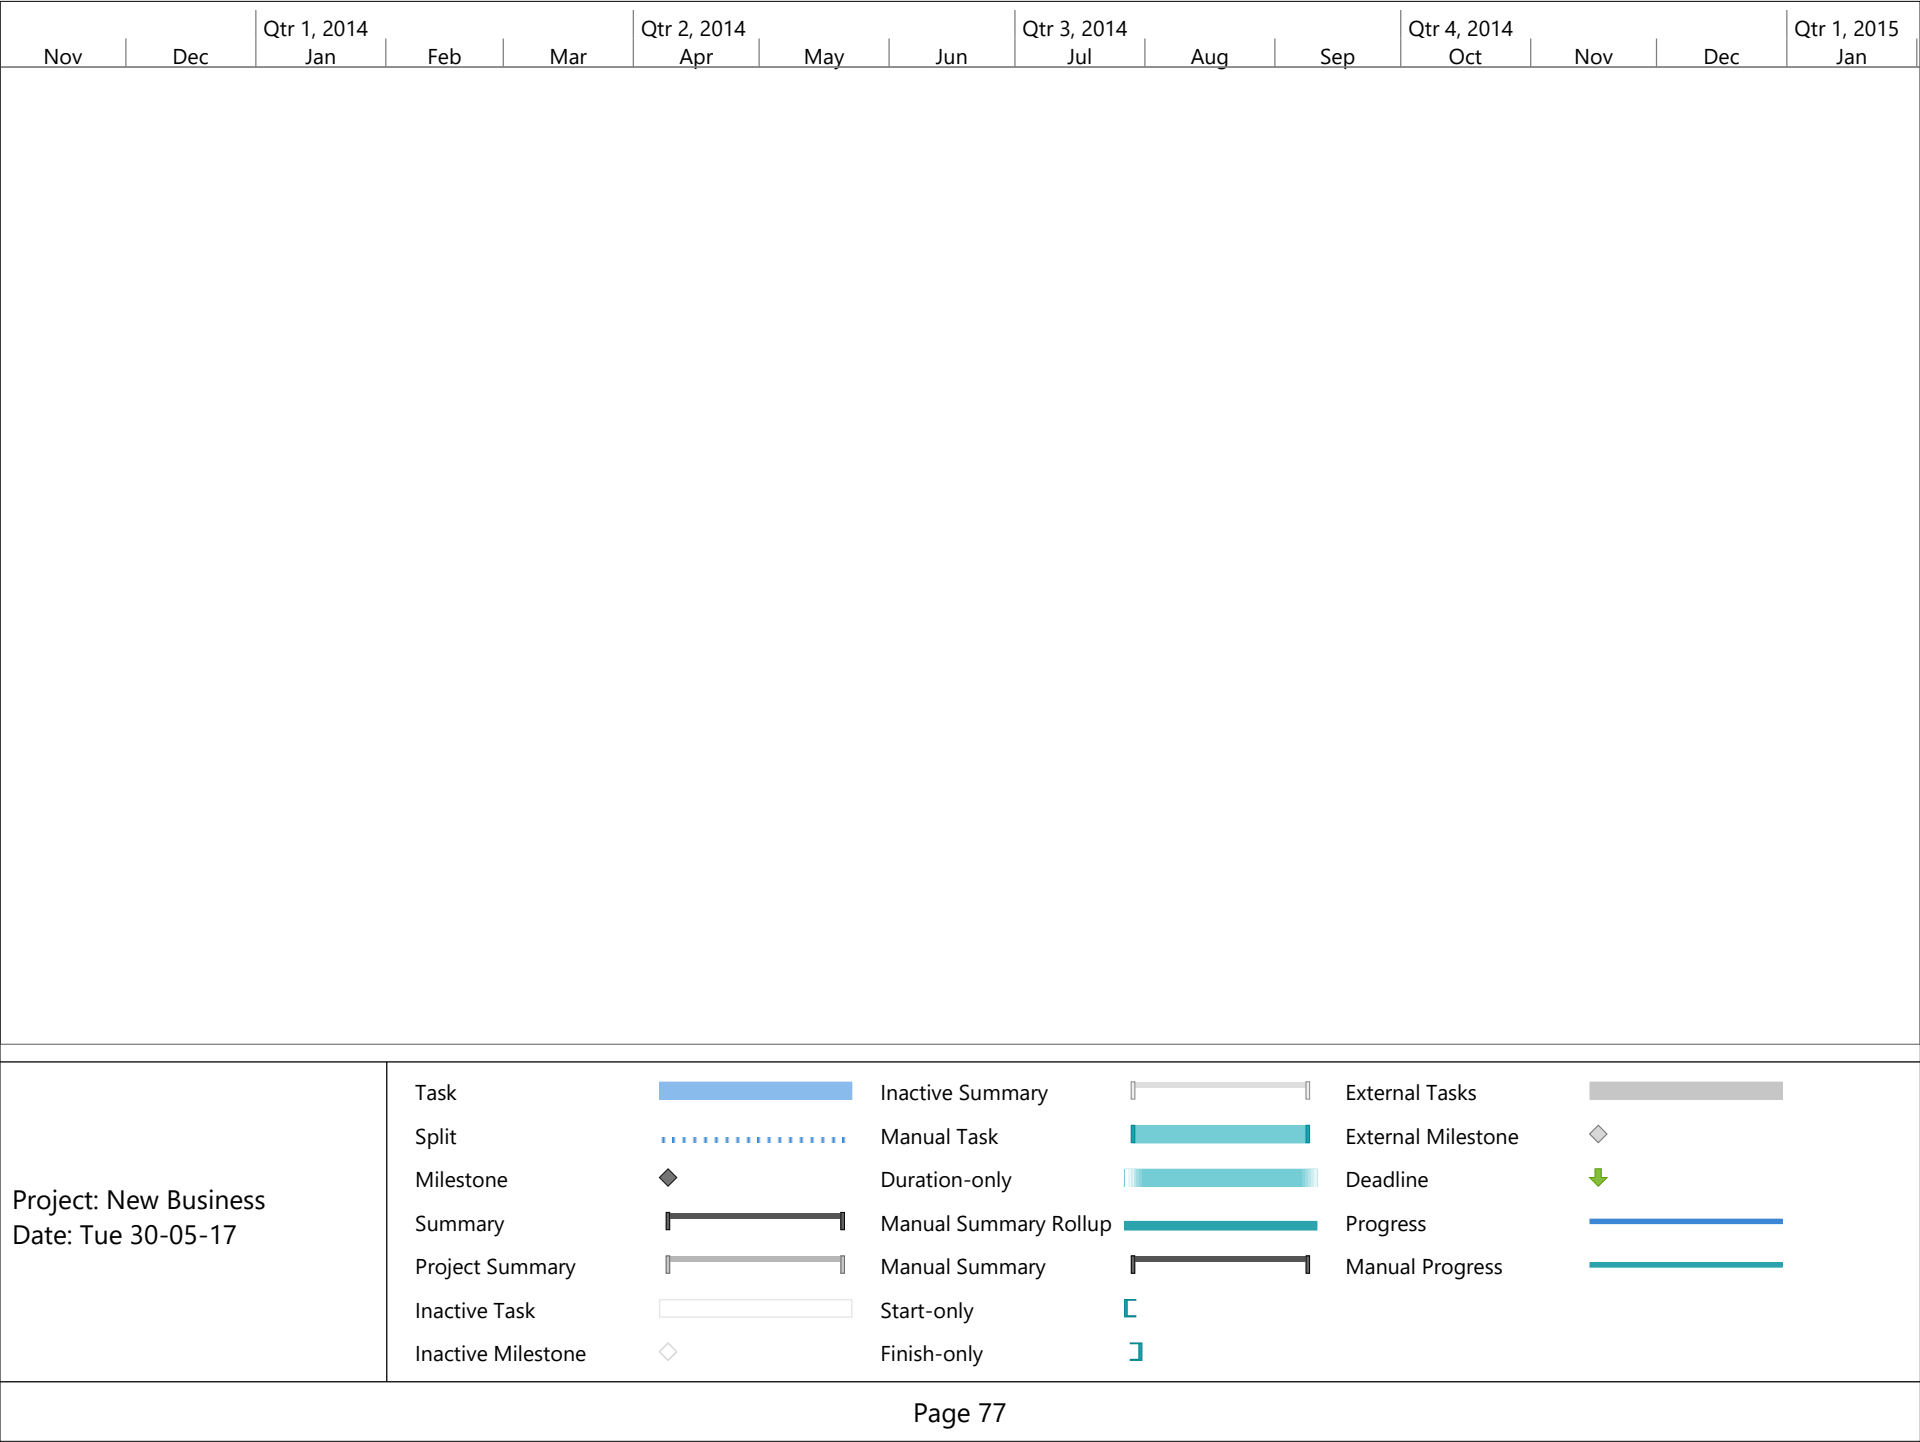 Qtr 1, 2014 Qtr 2, 2014 Qtr 3, 2014 Qtr 4, 2014 Qtr 1, 2015
Nov Dec Jan Feb Mar Apr May Jun Jul Aug Sep Oct Nov Dec Jan
Project: New Business
Date: Tue 30-05-17
Task
Split
Milestone
Summary
Project Summary
Inactive Task
Inactive Milestone
Inactive Summary
Manual Task
Duration-only
Manual Summary Rollup
Manual Summary
Start-only
Finish-only
External Tasks
External Milestone
Deadline
Progress
Manual Progress
Page 77